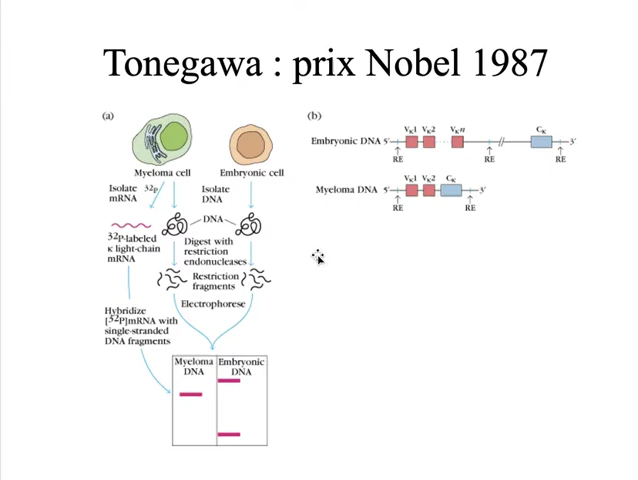 Tonegawa : prix Nobel 1987
(a)
Myeloma cell
Embryonic cell
Isolate
mRNA
32p
Isolate
DNA
DNA
32P-labeled
κ light-chain
mRNA
Digest with
restriction
endonucleases
Restriction
fragments
Electrophorese
Hybridize
[32P]mRNA with
single-stranded
DNA fragments
Myeloma
DNA
Embryonic
DNA
(b)
Vκ1 Vκ2 Vκn Cκ
Embryonic DNA 5′ // 3′
RE RE RE
Vκ1 Vκ2 Cκ
Myeloma DNA 5′ 3′
RE RE